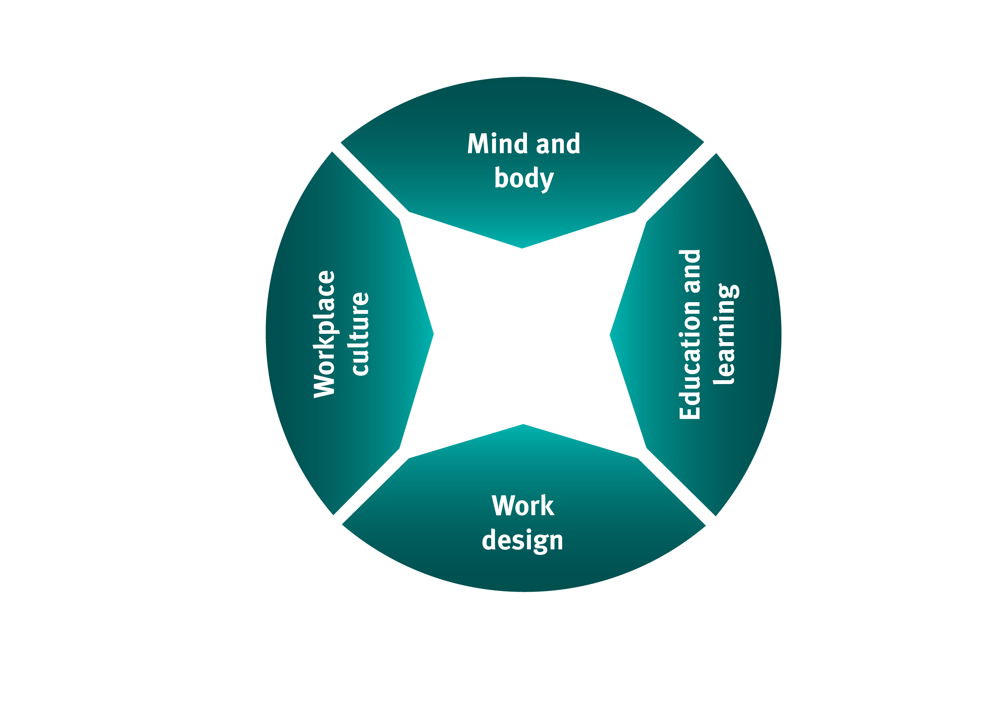 Mind and
body
Workplace
culture
Education and
learning
Work
design